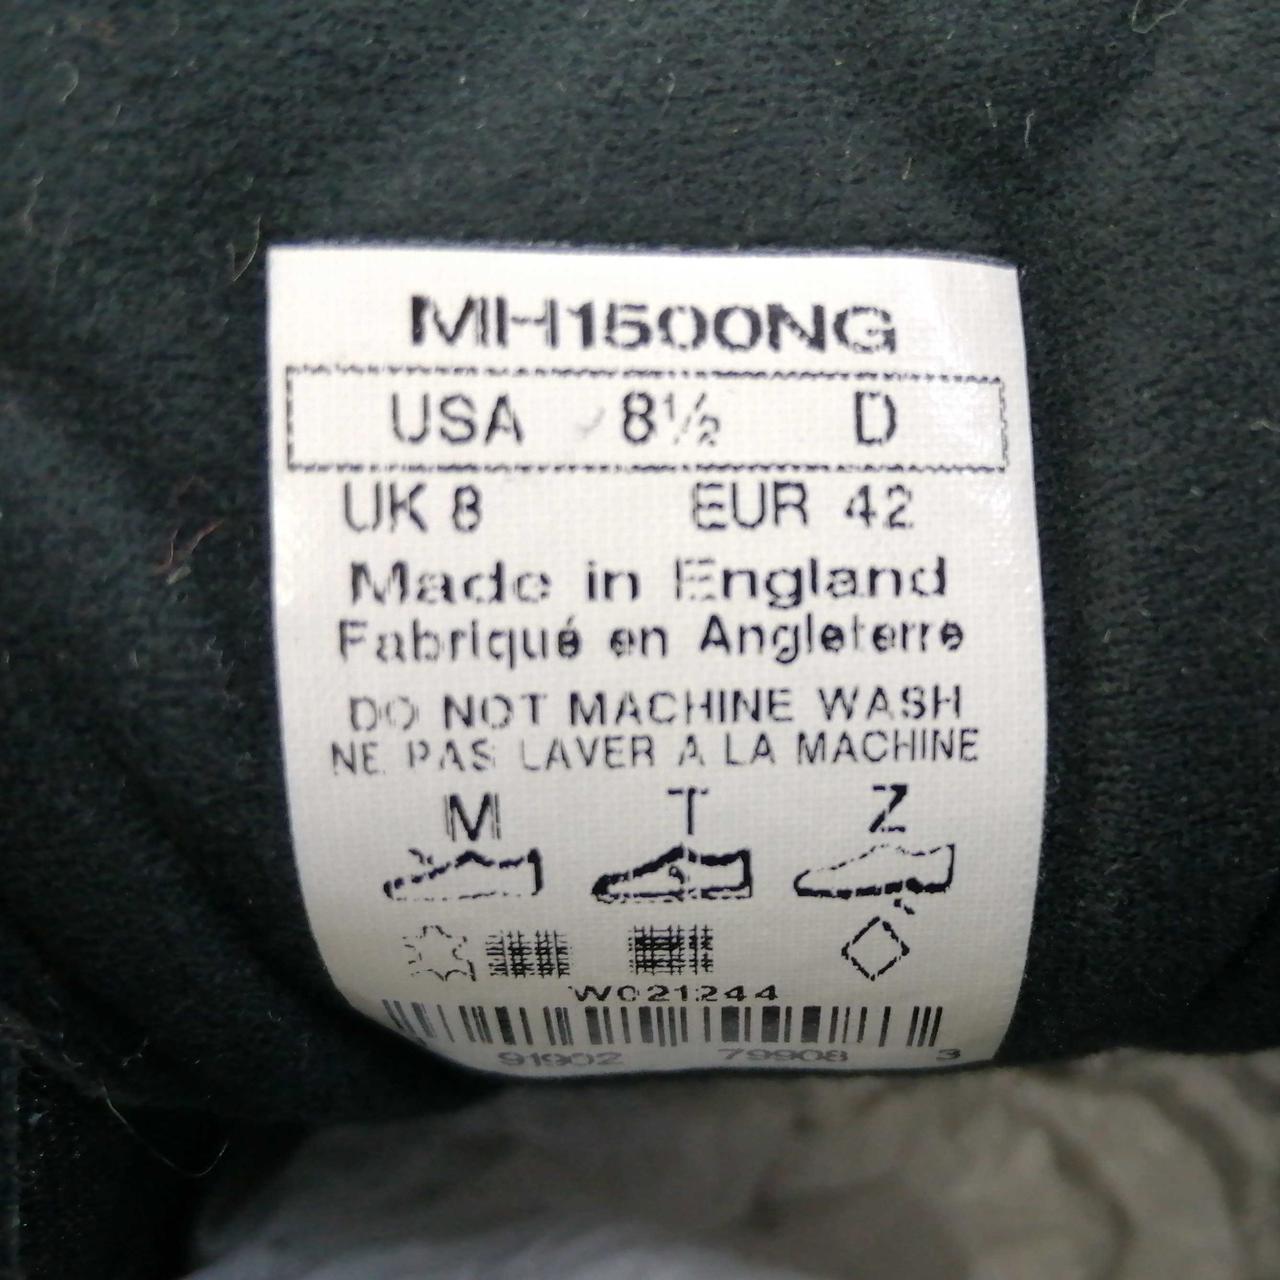 MH1500NG
USA 8½ D
UK 8 EUR 42
Made in England
Fabriqué en Angleterre
DO NOT MACHINE WASH
NE PAS LAVER A LA MACHINE
M T Z
W021244
91902 79908 3